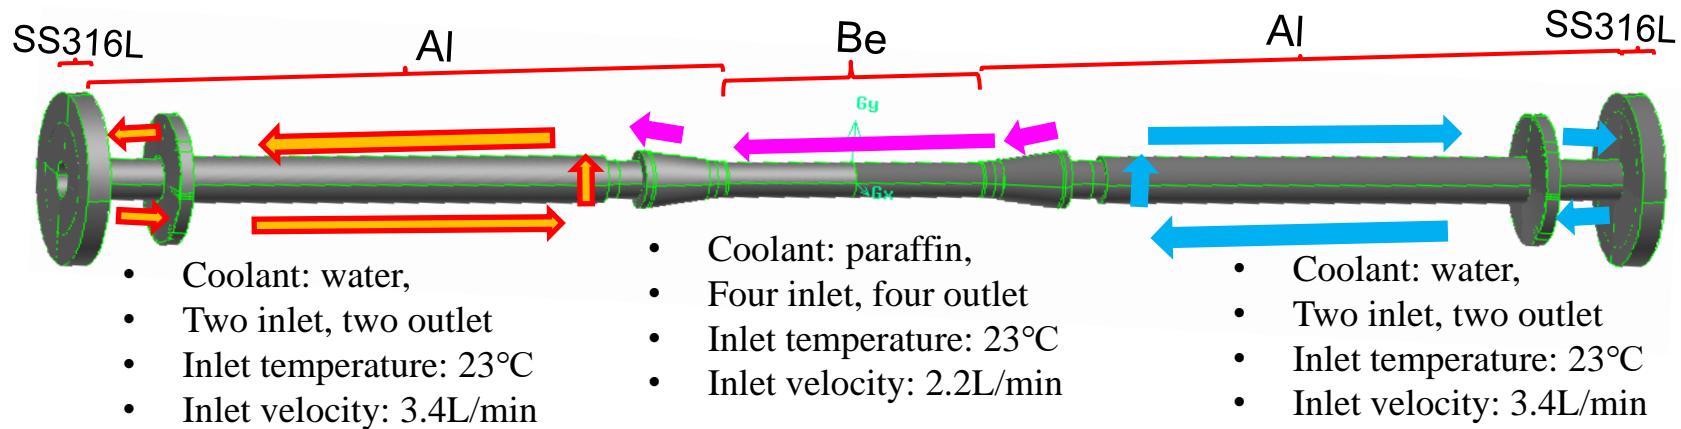 SS316L
Al
Be
Al
SS316L
Gy
Gx
• Coolant: water,
• Two inlet, two outlet
• Inlet temperature: 23℃
• Inlet velocity: 3.4L/min
• Coolant: paraffin,
• Four inlet, four outlet
• Inlet temperature: 23℃
• Inlet velocity: 2.2L/min
• Coolant: water,
• Two inlet, two outlet
• Inlet temperature: 23℃
• Inlet velocity: 3.4L/min